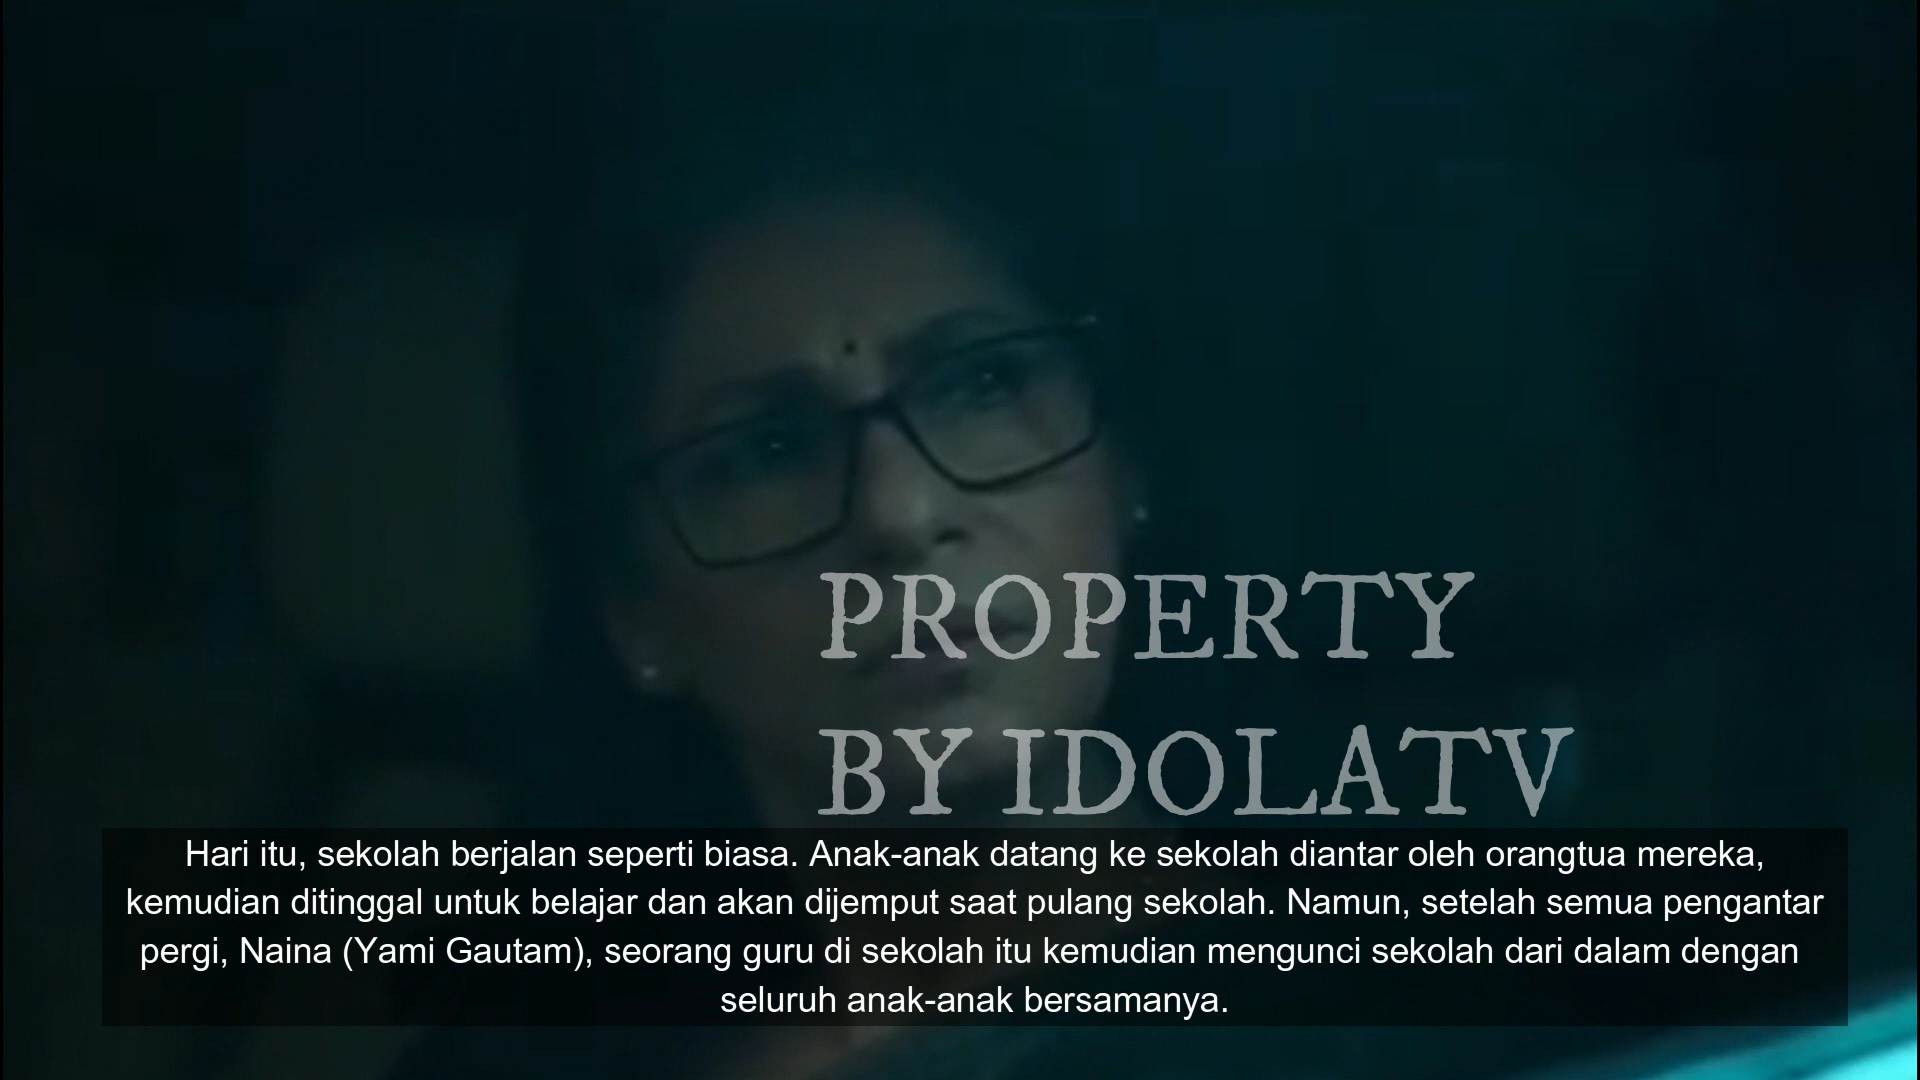 PROPERTY
BY IDOLATV
Hari itu, sekolah berjalan seperti biasa. Anak-anak datang ke sekolah diantar oleh orangtua mereka,
kemudian ditinggal untuk belajar dan akan dijemput saat pulang sekolah. Namun, setelah semua pengantar
pergi, Naina (Yami Gautam), seorang guru di sekolah itu kemudian mengunci sekolah dari dalam dengan
seluruh anak-anak bersamanya.